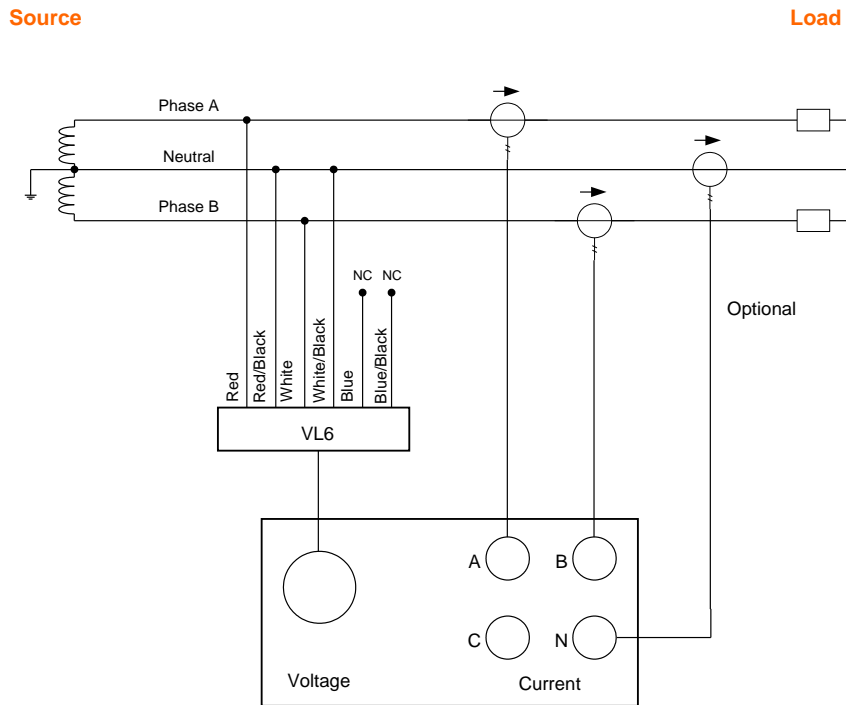 Source
Load
Phase A
Neutral
Phase B
NC NC
Optional
Red
Red/Black
White
White/Black
Blue
Blue/Black
VL6
A
B
C
N
Voltage
Current